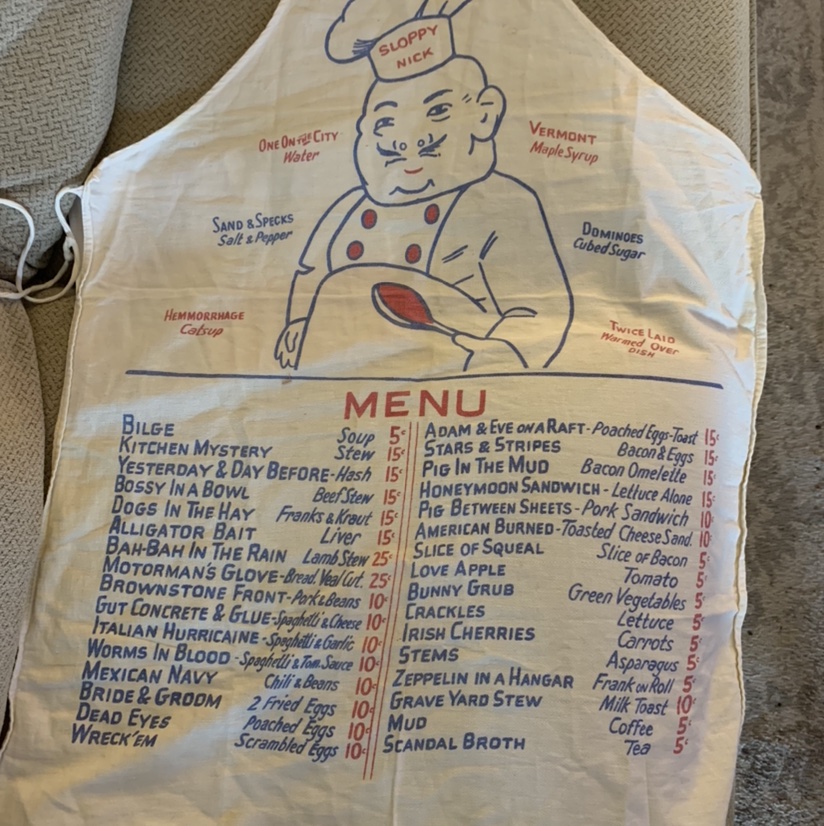 SLOPPY
NICK
ONE ON THE CITY
Water
VERMONT
Maple Syrup
SAND & SPECKS
Salt & Pepper
DOMINOES
Cubed Sugar
HEMMORRHAGE
Catsup
TWICE LAID
Warmed Over
DISH
MENU
BILGE Soup 5¢
KITCHEN MYSTERY Stew 15¢
YESTERDAY & DAY BEFORE-Hash 15¢
BOSSY IN A BOWL Beef Stew 15¢
DOGS IN THE HAY Franks & Kraut 15¢
ALLIGATOR BAIT Liver 15¢
BAH-BAH IN THE RAIN Lamb Stew 25¢
MOTORMAN'S GLOVE-Bread. Veal Cut. 25¢
BROWNSTONE FRONT-Pork & Beans 10¢
GUT CONCRETE & GLUE-Spaghetti & Cheese 10¢
ITALIAN HURRICAINE-Spaghetti & Garlic 10¢
WORMS IN BLOOD-Spaghetti & Tom. Sauce 10¢
MEXICAN NAVY Chili & Beans 10¢
BRIDE & GROOM 2 Fried Eggs 10¢
DEAD EYES Poached Eggs 10¢
WRECK'EM Scrambled Eggs 10¢
ADAM & EVE ON A RAFT-Poached Eggs-Toast 15¢
STARS & STRIPES Bacon & Eggs 15¢
PIG IN THE MUD Bacon Omelette 15¢
HONEYMOON SANDWICH-Lettuce Alone 15¢
PIG BETWEEN SHEETS-Pork Sandwich 10¢
AMERICAN BURNED-Toasted Cheese Sand. 10¢
SLICE OF SQUEAL Slice of Bacon 5¢
LOVE APPLE Tomato 5¢
BUNNY GRUB Green Vegetables 5¢
CRACKLES Lettuce 5¢
IRISH CHERRIES Carrots 5¢
STEMS Asparagus 5¢
ZEPPELIN IN A HANGAR Frank on Roll 5¢
GRAVE YARD STEW Milk Toast 10¢
MUD Coffee 5¢
SCANDAL BROTH Tea 5¢